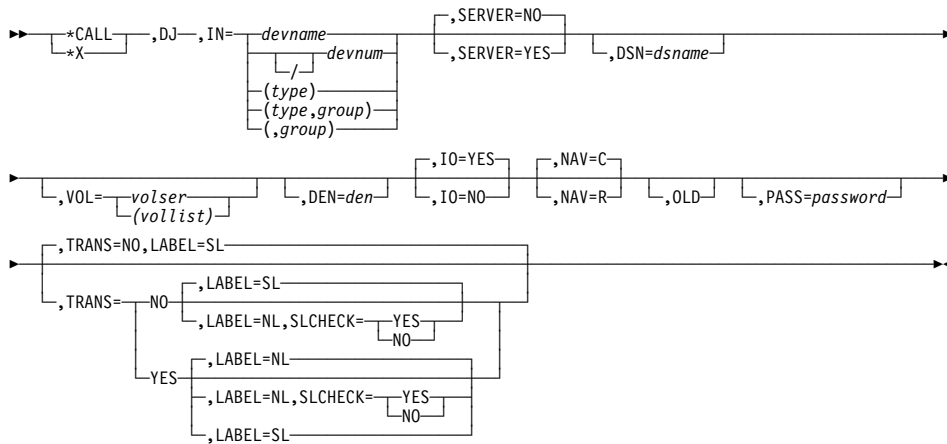 ,SERVER=NO
*CALL ,DJ ,IN= devname
*X / devnum ,SERVER=YES ,DSN=dsname
(type)
(type,group)
(,group)
,IO=YES ,NAV=C
,VOL= volser ,DEN=den ,IO=NO ,NAV=R ,OLD ,PASS=password
(vollist)
,TRANS=NO,LABEL=SL
,LABEL=SL
,TRANS= NO
,LABEL=NL,SLCHECK= YES
NO
,LABEL=NL
YES
,LABEL=NL,SLCHECK= YES
NO
,LABEL=SL